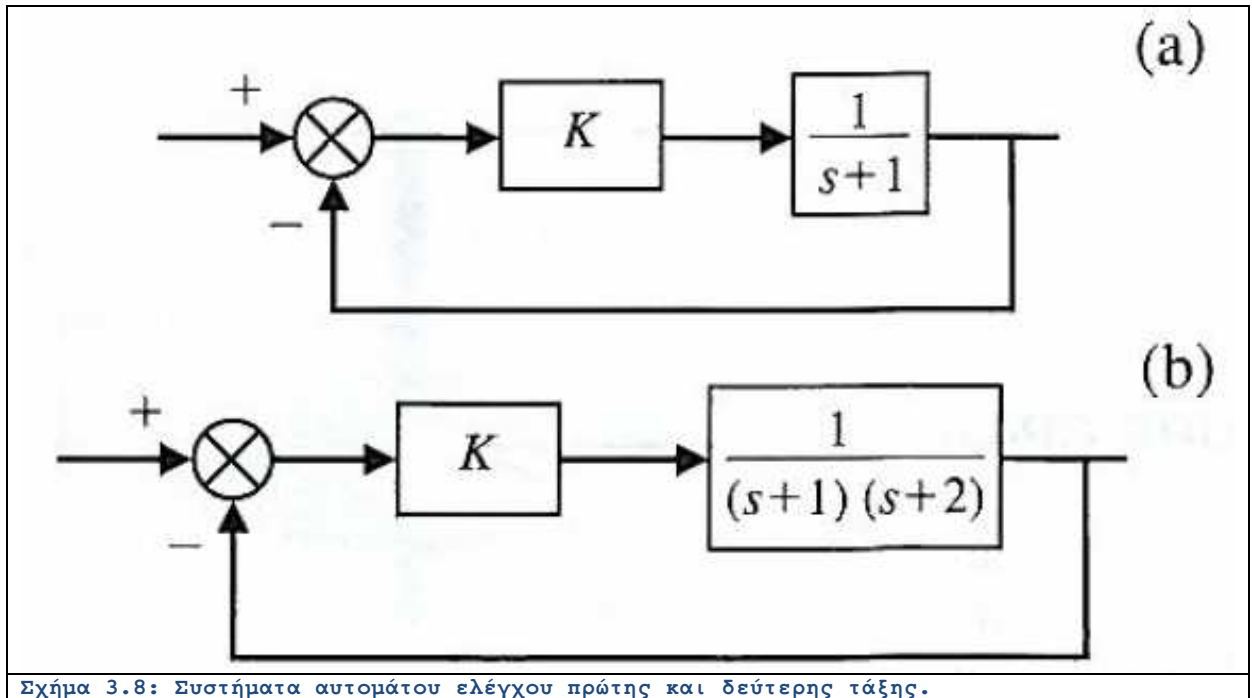 (a)
+
K
1
s+1
−
(b)
+
K
1
(s+1) (s+2)
−
Σχήμα 3.8: Συστήματα αυτομάτου ελέγχου πρώτης και δεύτερης τάξης.